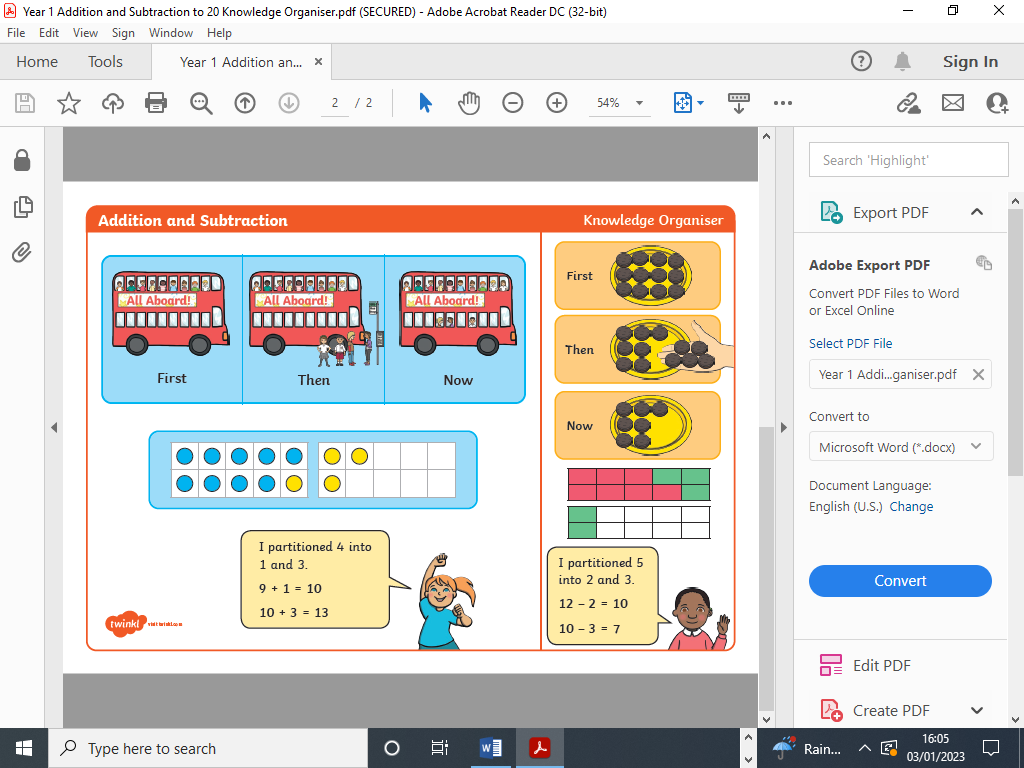 Year 1 Addition and Subtraction to 20 Knowledge Organiser.pdf (SECURED) - Adobe Acrobat Reader DC (32-bit)
File Edit View Sign Window Help
Home Tools Year 1 Addition an... Sign In
2 / 2 54%
Search 'Highlight'
Export PDF
Adobe Export PDF
Convert PDF Files to Word
or Excel Online
Select PDF File
Year 1 Addi...ganiser.pdf
Convert to
Microsoft Word (*.docx)
Document Language:
English (U.S.) Change
Convert
Edit PDF
Create PDF
Addition and Subtraction
Knowledge Organiser
All Aboard!
All Aboard!
All Aboard!
First
Then
Now
I partitioned 4 into
1 and 3.
9 + 1 = 10
10 + 3 = 13
twinkl
visit twinkl.com
First
Then
Now
I partitioned 5
into 2 and 3.
12 – 2 = 10
10 – 3 = 7
Type here to search
Rain...
16:05
03/01/2023